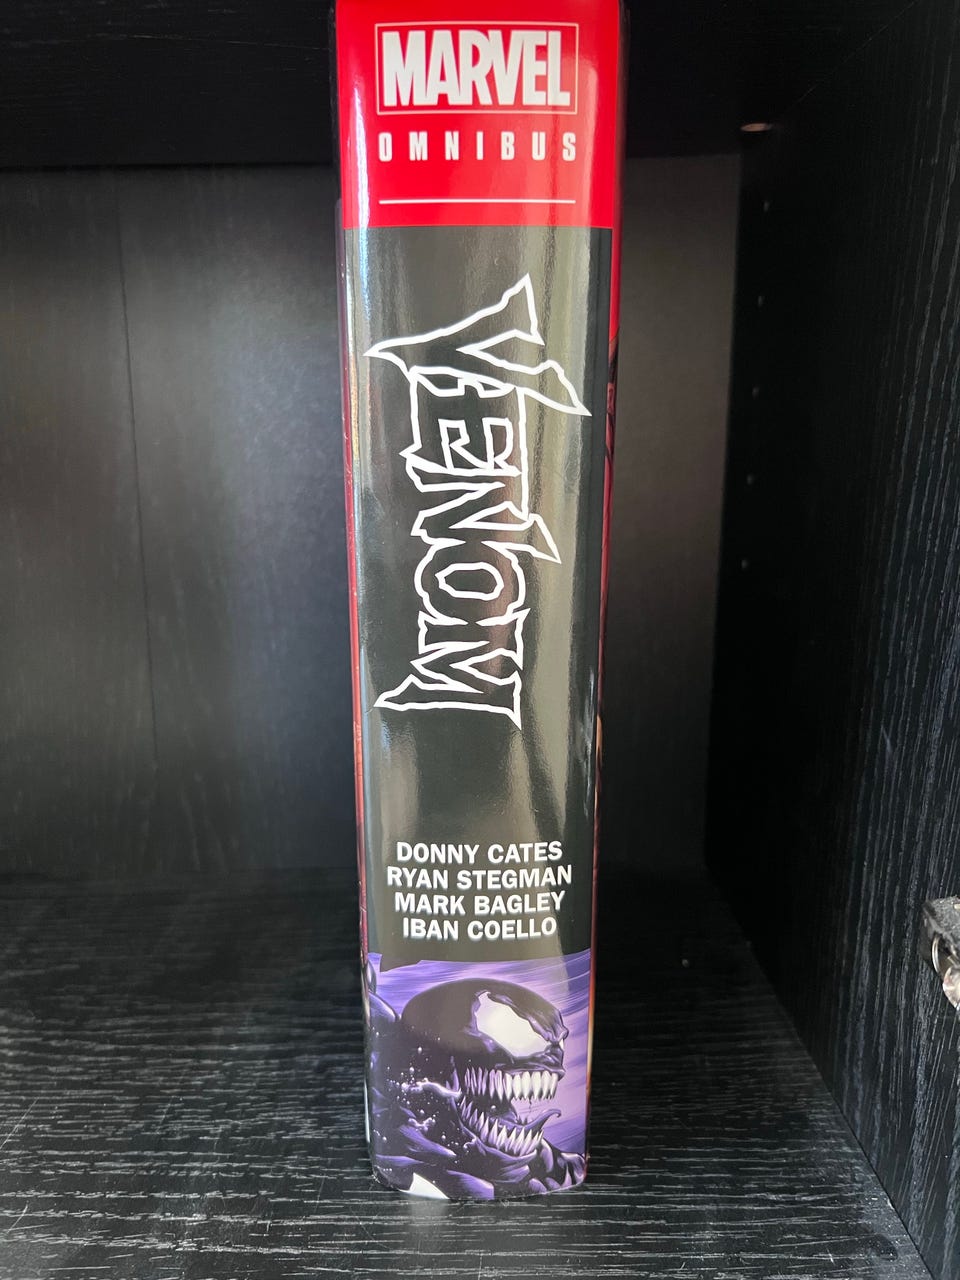 MARVEL
OMNIBUS
VENOM
DONNY CATES
RYAN STEGMAN
MARK BAGLEY
IBAN COELLO